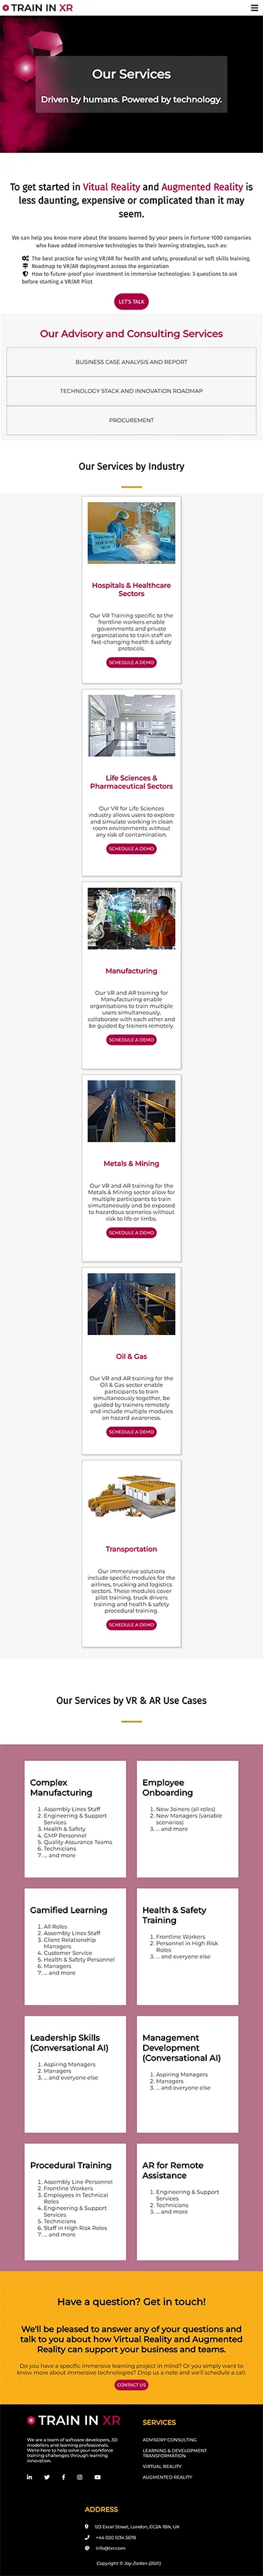 TRAIN IN XR
Our Services
Driven by humans. Powered by technology.
To get started in Vitual Reality and Augmented Reality is
less daunting, expensive or complicated than it may
seem.
We can help you know more about the lessons learned by your peers in Fortune 1000 companies
who have added immersive technologies to their learning strategies, such as:
The best practice for using VR/AR for health and safety, procedural or soft skills training.
Roadmap to VR/AR deployment across the organization
How to future-proof your investment in immersive technologies: 3 questions to ask
before starting a VR/AR Pilot
LET'S TALK
Our Advisory and Consulting Services
BUSINESS CASE ANALYSIS AND REPORT
TECHNOLOGY STACK AND INNOVATION ROADMAP
PROCUREMENT
Our Services by Industry
Hospitals & Healthcare
Sectors
Our VR Training specific to the
frontline workers enable
governments and private
organizations to train staff on
fast-changing health & safety
protocols.
SCHEDULE A DEMO
Life Sciences &
Pharmaceutical Sectors
Our VR for Life Sciences
industry allows users to explore
and simulate working in clean
room environments without
any risk of contamination.
SCHEDULE A DEMO
Manufacturing
Our VR and AR training for
Manufacturing enable
organisations to train multiple
users simultaneously,
collaborate with each other and
be guided by trainers remotely.
SCHEDULE A DEMO
Metals & Mining
Our VR and AR training for the
Metals & Mining sector allow for
multiple participants to train
simultaneously and be exposed
to hazardous scenarios without
risk to life or limbs.
SCHEDULE A DEMO
Oil & Gas
Our VR and AR training for the
Oil & Gas sector enable
participants to train
simultaneously together, be
guided by trainers remotely
and include multiple modules
on hazard awareness.
SCHEDULE A DEMO
Transportation
Our immersive solutions
include specific modules for the
airlines, trucking and logistics
sectors. These modules cover
pilot training, truck drivers
training and health & safety
procedural training.
SCHEDULE A DEMO
Our Services by VR & AR Use Cases
Complex
Manufacturing
1. Assembly Lines Staff
2. Engineering & Support
Services
3. Health & Safety
4. GMP Personnel
5. Quality Assurance Teams
6. Technicians
7. ... and more
Employee
Onboarding
1. New Joiners (all roles)
2. New Managers (variable
scenarios)
3. ... and more
Gamified Learning
1. All Roles
2. Assembly Lines Staff
3. Client Relationship
Managers
4. Customer Service
5. Health & Safety Personnel
6. Managers
7. ... and more
Health & Safety
Training
1. Frontline Workers
2. Personnel in High Risk
Roles
3. ... and everyone else
Leadership Skills
(Conversational AI)
1. Aspiring Managers
2. Managers
3. ... and everyone else
Management
Development
(Conversational AI)
1. Aspiring Managers
2. Managers
3. ... and everyone else
Procedural Training
1. Assembly Line Personnel
2. Frontline Workers
3. Employees in Technical
Roles
4. Engineering & Support
Services
5. Technicians
6. Staff in High Risk Roles
7. ... and more
AR for Remote
Assistance
1. Engineering & Support
Services
2. Technicians
3. ... and more
Have a question? Get in touch!
We'll be pleased to answer any of your questions and
talk to you about how Virtual Reality and Augmented
Reality can support your business and teams.
Do you have a specific immersive learning project in mind? Or you simply want to
know more about immersive technologies? Drop us a note and we'll schedule a call.
CONTACT US
TRAIN IN XR
We are a team of software developers, 3D
modellers and learning professionals.
We're here to help solve your workforce
training challenges through learning
innovation.
SERVICES
ADVISORY CONSULTING
LEARNING & DEVELOPMENT
TRANSFORMATION
VIRTUAL REALITY
AUGMENTED REALITY
ADDRESS
123 Excel Street, London, EC2A 1BN, UK
+44 020 1234 5678
info@txr.com
Copyright © Jay Zadan (2021)